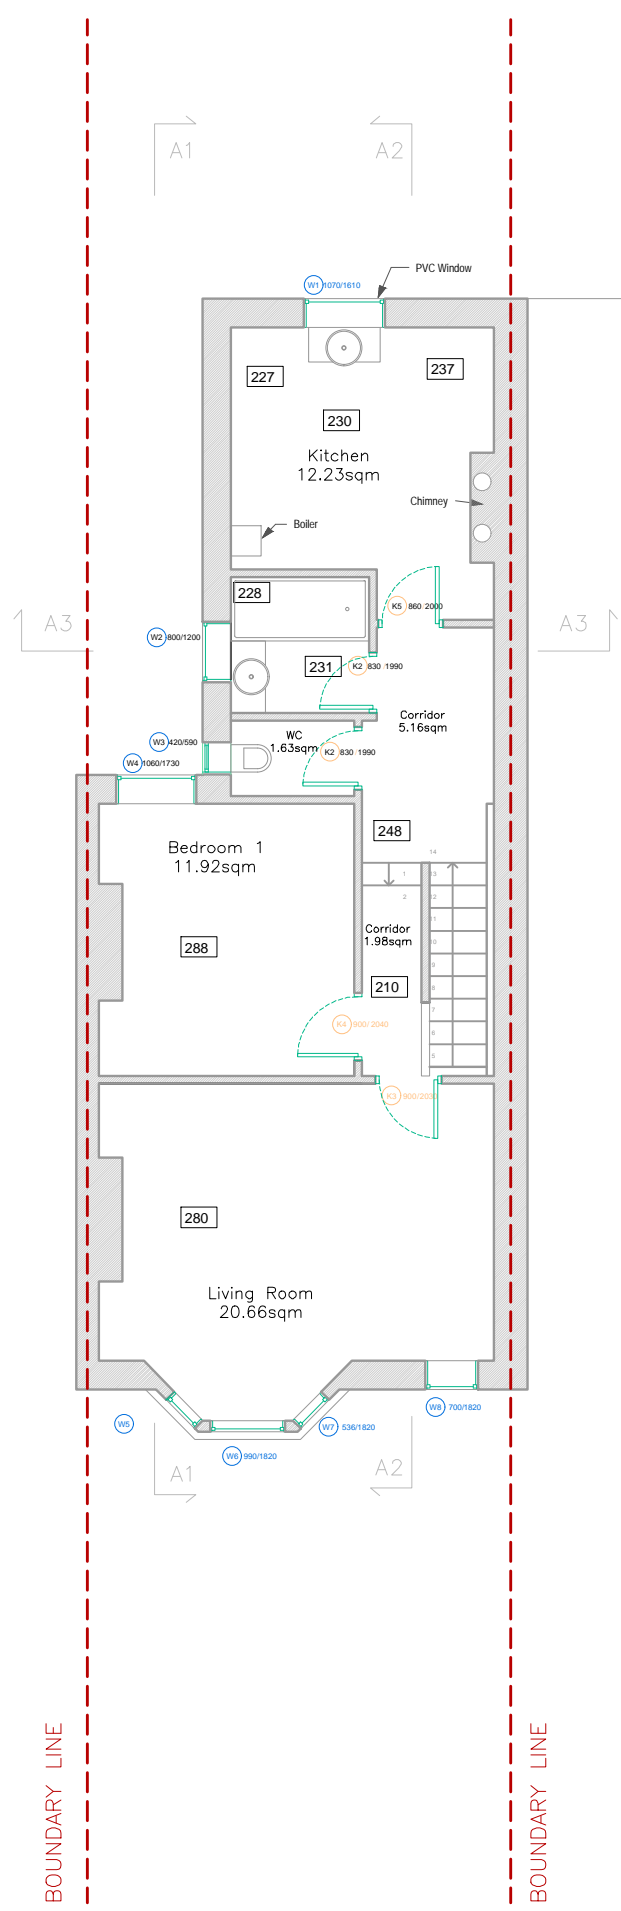 A1
A2
PVC Window
W1 1070/1610
227
237
230
Kitchen
12.23sqm
Chimney
Boiler
228
K5 860 2000
A3
A3
W2 800/1200
231
K2 830 1990
Corridor
5.16sqm
WC
1.63sqm
W3 420/590
K2 830 1990
W4 1060/1730
248
Bedroom 1
11.92sqm
14
1
13
2
12
11
Corridor
1.98sqm
10
288
9
210
8
7
K4 900/2040
6
5
K3 900/2030
280
Living Room
20.66sqm
W5
W8 700/1820
W7 536/1820
W6 990/1820
A1
A2
BOUNDARY LINE
BOUNDARY LINE